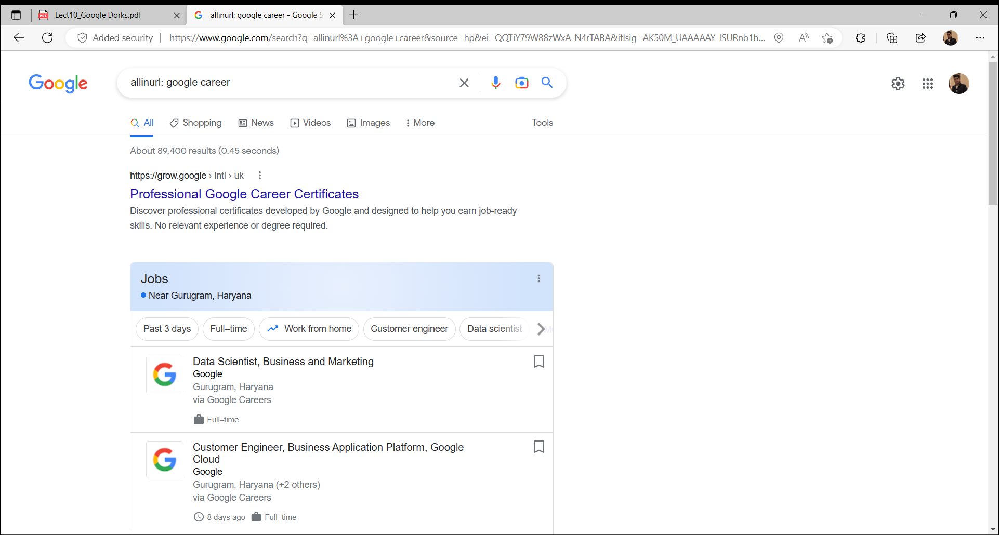 Lect10_Google Dorks.pdf
allinurl: google career - Google S
Added security
https://www.google.com/search?q=allinurl%3A+google+career&source=hp&ei=QQTiY79W88zWxA-N4rTABA&iflsig=AK50M_UAAAAAY-ISURnb1h...
Google
allinurl: google career
All
Shopping
News
Videos
Images
More
Tools
About 89,400 results (0.45 seconds)
https://grow.google › intl › uk
Professional Google Career Certificates
Discover professional certificates developed by Google and designed to help you earn job-ready
skills. No relevant experience or degree required.
Jobs
Near Gurugram, Haryana
Past 3 days
Full–time
Work from home
Customer engineer
Data scientist
Data Scientist, Business and Marketing
Google
Gurugram, Haryana
via Google Careers
Full–time
Customer Engineer, Business Application Platform, Google
Cloud
Google
Gurugram, Haryana (+2 others)
via Google Careers
8 days ago
Full–time